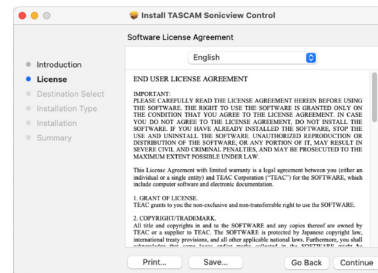 Install TASCAM Sonicview Control
Software License Agreement
English
Introduction
License
Destination Select
Installation Type
Installation
Summary
END USER LICENSE AGREEMENT
IMPORTANT:
PLEASE CAREFULLY READ THE LICENSE AGREEMENT HEREIN BEFORE USING
THE SOFTWARE. THE RIGHT TO USE THE SOFTWARE IS GRANTED ONLY ON
THE CONDITION THAT YOU AGREE TO THE LICENSE AGREEMENT. IN CASE
YOU DO NOT AGREE TO THE LICENSE AGREEMENT, DO NOT INSTALL THE
SOFTWARE. IF YOU HAVE ALREADY INSTALLED THE SOFTWARE, STOP THE
USE AND UNINSTALL THE SOFTWARE. UNAUTHORIZED REPRODUCTION OR
DISTRIBUTION OF THE SOFTWARE, OR ANY PORTION OF IT, MAY RESULT IN
SEVERE CIVIL AND CRIMINAL PENALTIES, AND MAY BE PROSECUTED TO THE
MAXIMUM EXTENT POSSIBLE UNDER LAW.
This License Agreement with limited warranty is a legal agreement between you (either an
individual or a single entity) and TEAC Corporation ("TEAC") for the SOFTWARE, which
include computer software and electronic documentation.
1. GRANT OF LICENSE.
TEAC grants to you the non-exclusive and non-transferrable right to use the SOFTWARE.
2. COPYRIGHT/TRADEMARK.
All title and copyrights in and to the SOFTWARE and any copies thereof are owned by
TEAC or a supplier to TEAC. The SOFTWARE is protected by Japanese copyright law,
international treaty provisions, and all other applicable national laws. Furthermore, you shall
Print...
Save...
Go Back
Continue